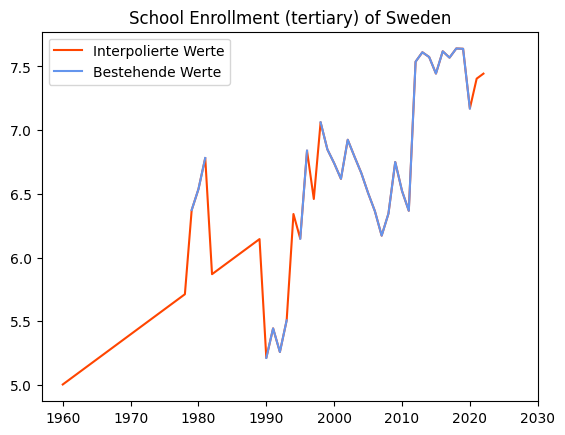 School Enrollment (tertiary) of Sweden
Interpolierte Werte
Bestehende Werte
7.5
7.0
6.5
6.0
5.5
5.0
1960 1970 1980 1990 2000 2010 2020 2030